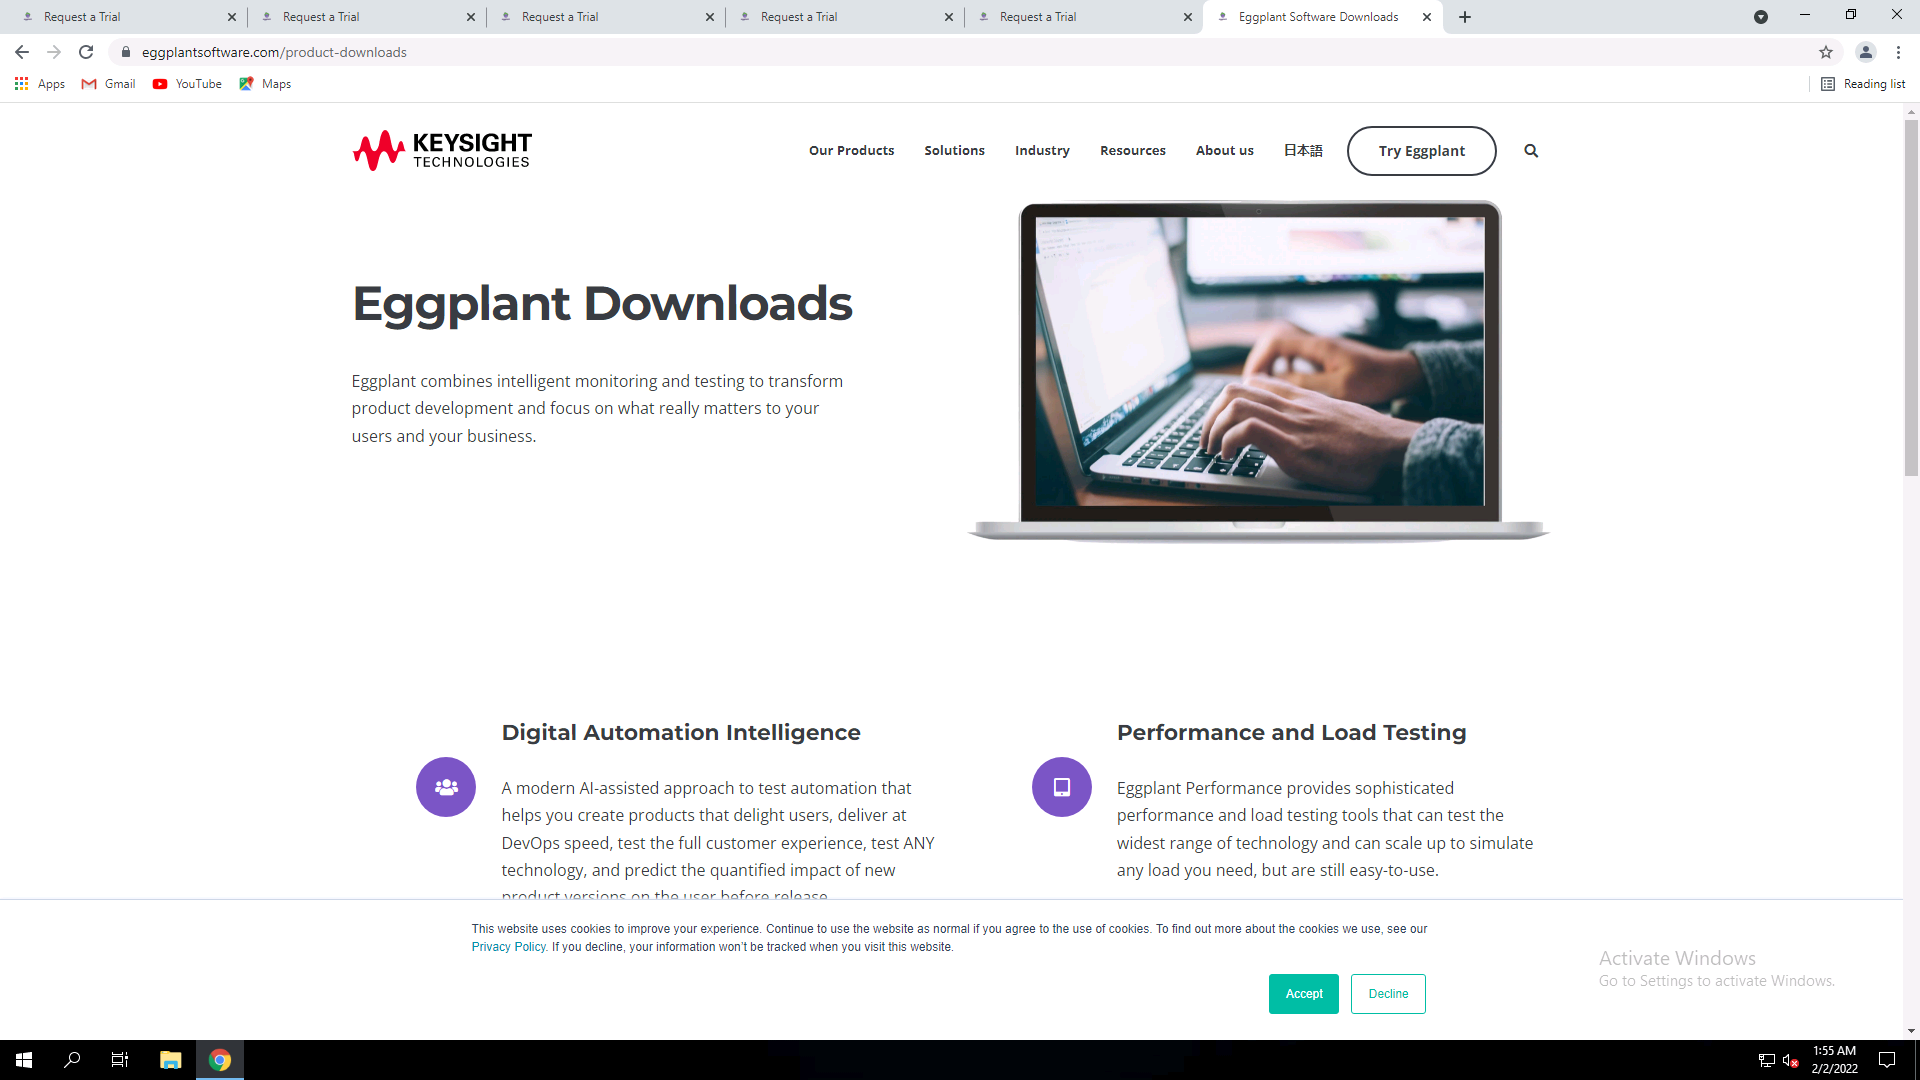 Request a Trial
Request a Trial
Request a Trial
Request a Trial
Request a Trial
Eggplant Software Downloads
eggplantsoftware.com/product-downloads
Apps
Gmail
YouTube
Maps
Reading list
KEYSIGHT
TECHNOLOGIES
Our Products
Solutions
Industry
Resources
About us
日本語
Try Eggplant
Eggplant Downloads
Eggplant combines intelligent monitoring and testing to transform
product development and focus on what really matters to your
users and your business.
Digital Automation Intelligence
A modern AI-assisted approach to test automation that
helps you create products that delight users, deliver at
DevOps speed, test the full customer experience, test ANY
technology, and predict the quantified impact of new
product versions on the user before release.
Performance and Load Testing
Eggplant Performance provides sophisticated
performance and load testing tools that can test the
widest range of technology and can scale up to simulate
any load you need, but are still easy-to-use.
This website uses cookies to improve your experience. Continue to use the website as normal if you agree to the use of cookies. To find out more about the cookies we use, see our
Privacy Policy. If you decline, your information won't be tracked when you visit this website.
Accept
Decline
Activate Windows
Go to Settings to activate Windows.
1:55 AM
2/2/2022